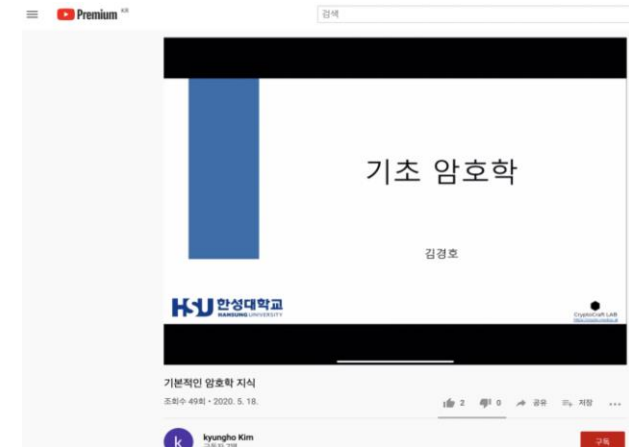 Premium KR
검색
기초 암호학
김경호
HSU 한성대학교
HANSUNG UNIVERSITY
CryptoCraft LAB
기본적인 암호학 지식
조회수 49회 • 2020. 5. 18.
2
0
공유
저장
k
kyungho Kim
구독